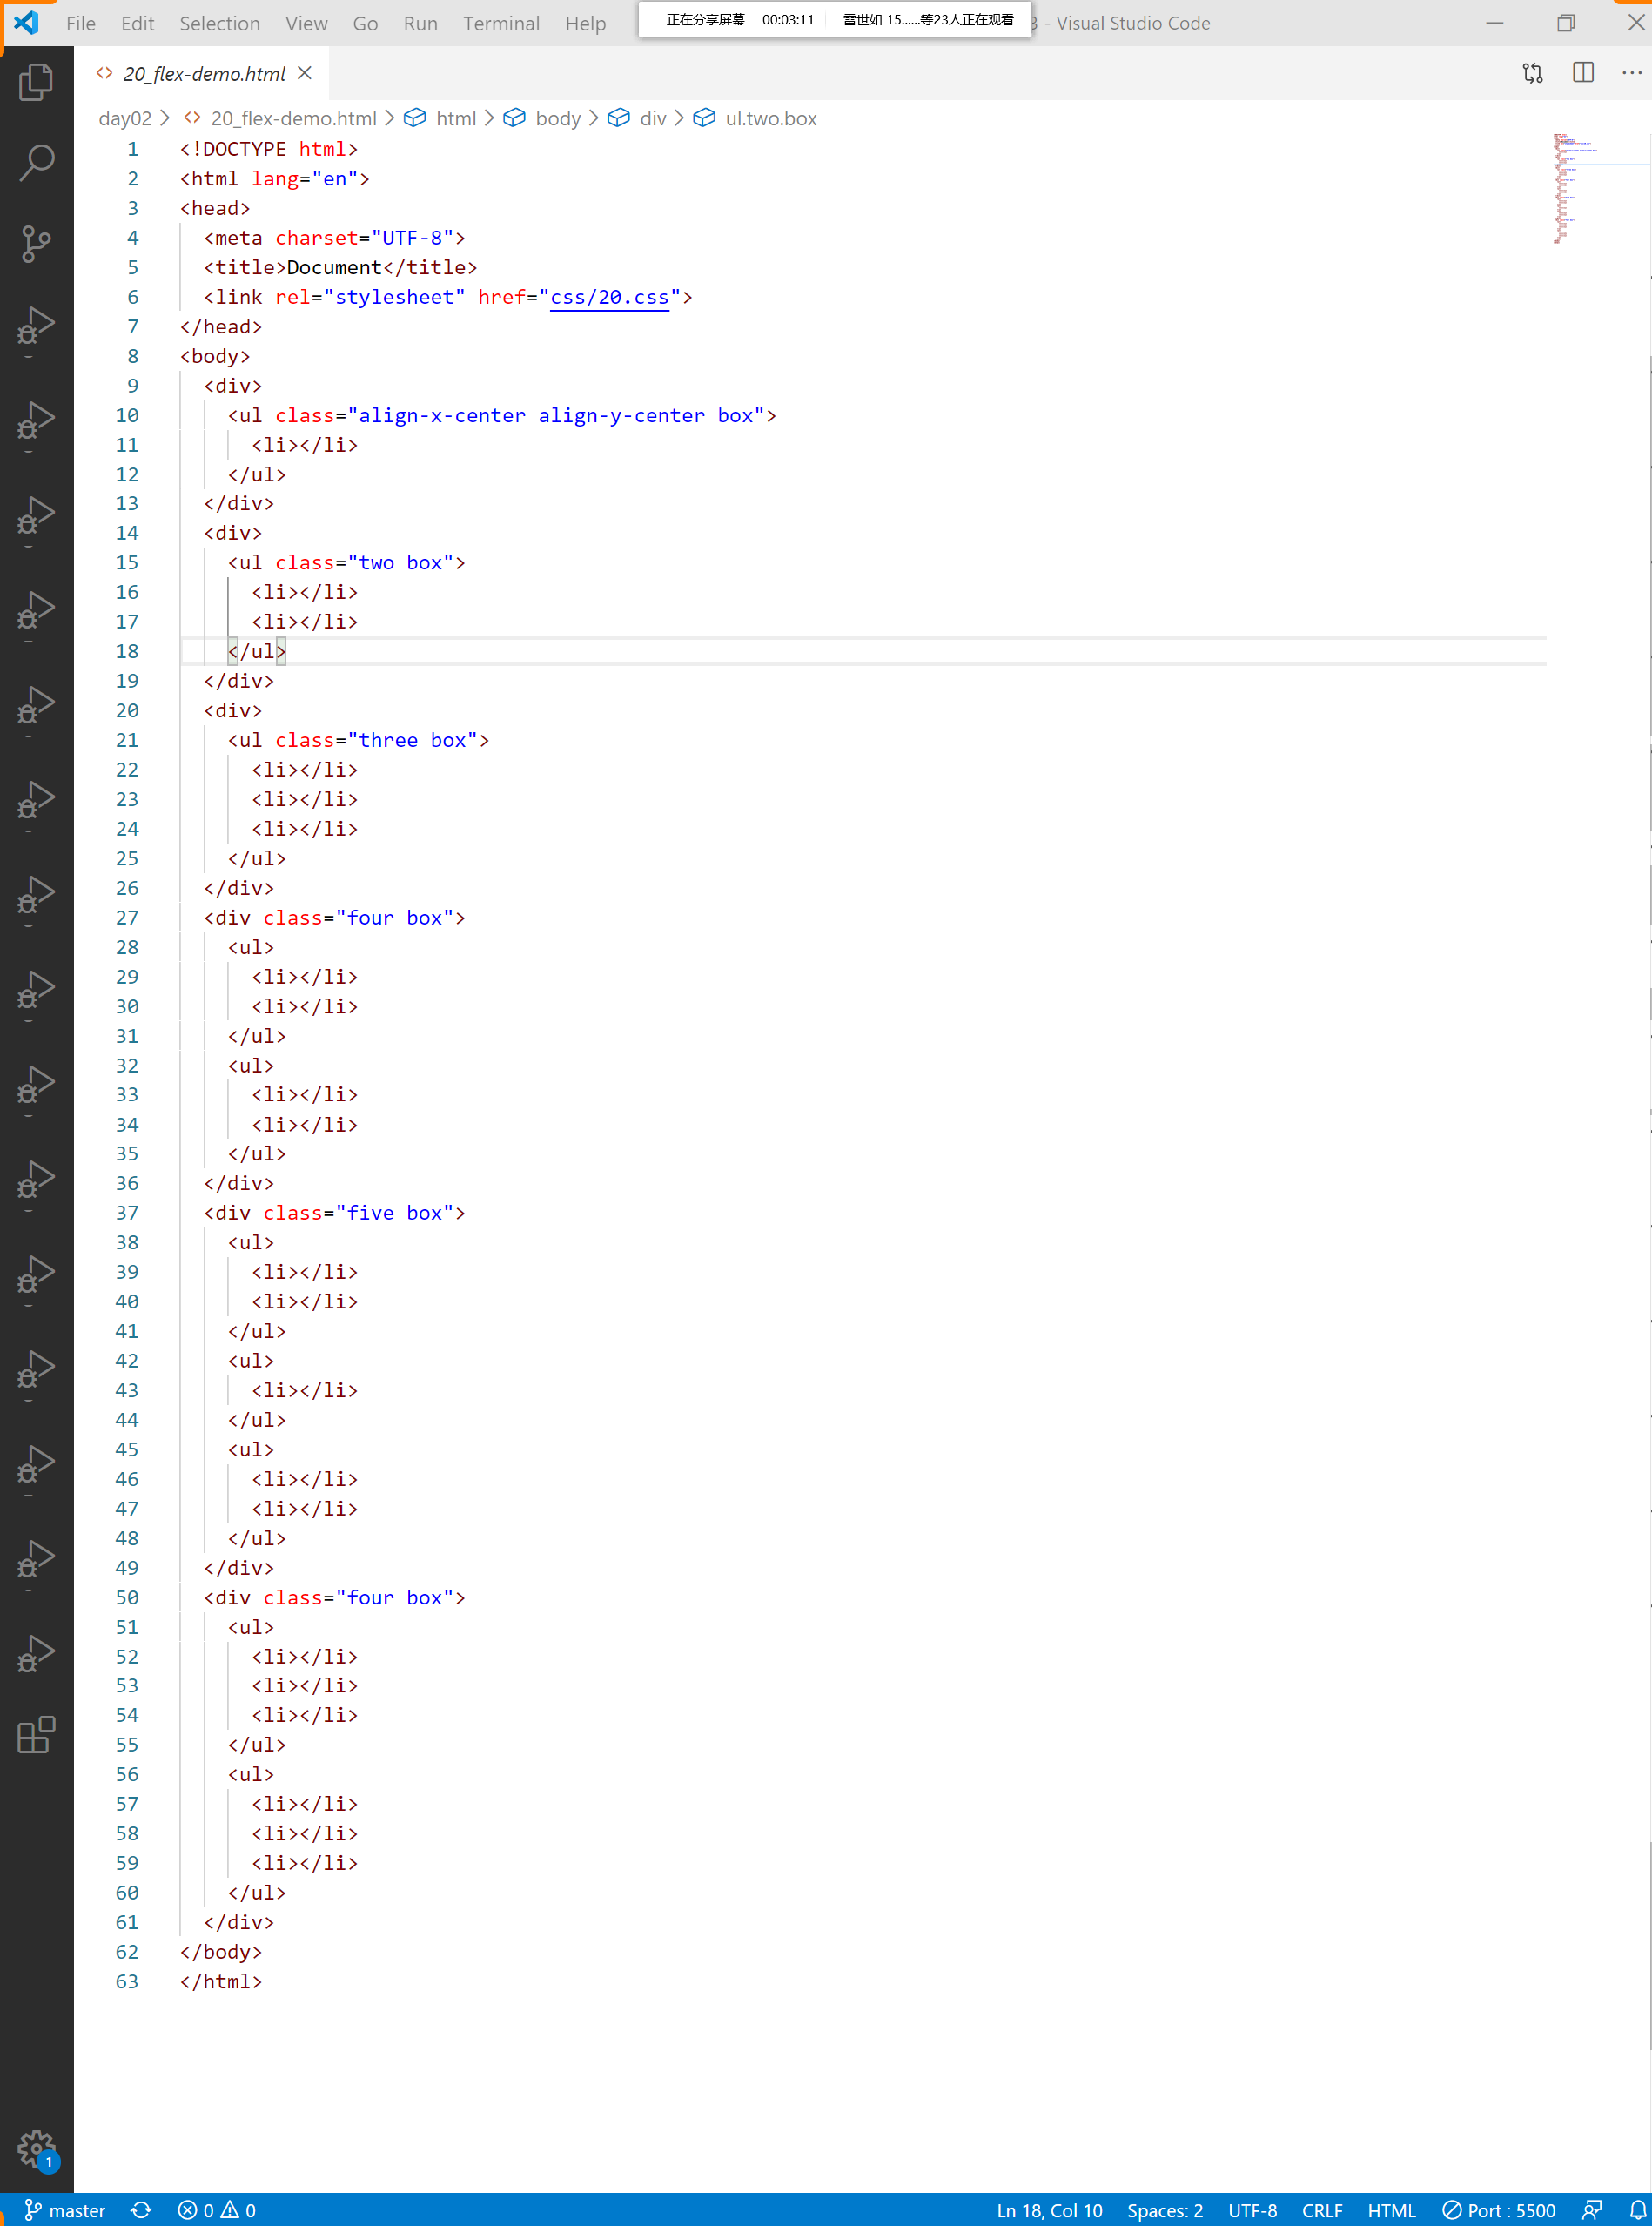 File Edit Selection View Go Run Terminal Help
正在分享屏幕 00:03:11 雷世如 15......等23人正在观看
- Visual Studio Code
20_flex-demo.html
day02 > 20_flex-demo.html > html > body > div > ul.two.box
1 <!DOCTYPE html>
2 <html lang="en">
3 <head>
4   <meta charset="UTF-8">
5   <title>Document</title>
6   <link rel="stylesheet" href="css/20.css">
7 </head>
8 <body>
9   <div>
10     <ul class="align-x-center align-y-center box">
11       <li></li>
12     </ul>
13   </div>
14   <div>
15     <ul class="two box">
16       <li></li>
17       <li></li>
18     </ul>
19   </div>
20   <div>
21     <ul class="three box">
22       <li></li>
23       <li></li>
24       <li></li>
25     </ul>
26   </div>
27   <div class="four box">
28     <ul>
29       <li></li>
30       <li></li>
31     </ul>
32     <ul>
33       <li></li>
34       <li></li>
35     </ul>
36   </div>
37   <div class="five box">
38     <ul>
39       <li></li>
40       <li></li>
41     </ul>
42     <ul>
43       <li></li>
44     </ul>
45     <ul>
46       <li></li>
47       <li></li>
48     </ul>
49   </div>
50   <div class="four box">
51     <ul>
52       <li></li>
53       <li></li>
54       <li></li>
55     </ul>
56     <ul>
57       <li></li>
58       <li></li>
59       <li></li>
60     </ul>
61   </div>
62 </body>
63 </html>
1
master 0 0 Ln 18, Col 10 Spaces: 2 UTF-8 CRLF HTML Port : 5500